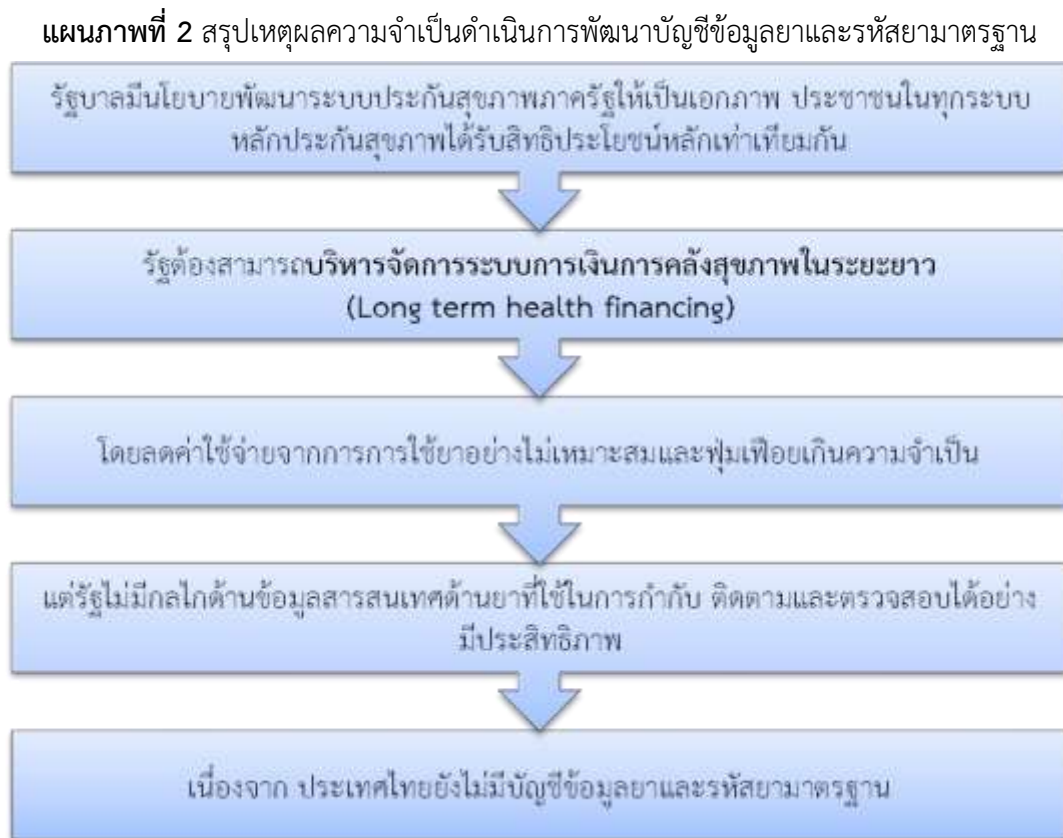 แผนภาพที่ 2 สรุปเหตุผลความจำเป็นดำเนินการพัฒนาบัญชีข้อมูลยาและรหัสยามาตรฐาน
รัฐบาลมีนโยบายพัฒนาระบบประกันสุขภาพภาครัฐให้เป็นเอกภาพ ประชาชนในทุกระบบ
หลักประกันสุขภาพได้รับสิทธิประโยชน์หลักเท่าเทียมกัน
รัฐต้องสามารถบริหารจัดการระบบการเงินการคลังสุขภาพในระยะยาว
(Long term health financing)
โดยลดค่าใช้จ่ายจากการการใช้ยาอย่างไม่เหมาะสมและฟุ่มเฟือยเกินความจำเป็น
แต่รัฐไม่มีกลไกด้านข้อมูลสารสนเทศด้านยาที่ใช้ในการกำกับ ติดตามและตรวจสอบได้อย่าง
มีประสิทธิภาพ
เนื่องจาก ประเทศไทยยังไม่มีบัญชีข้อมูลยาและรหัสยามาตรฐาน